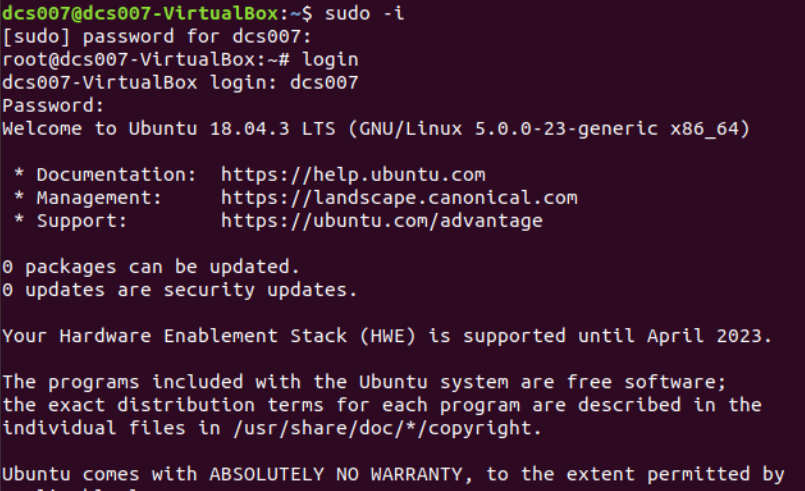 dcs007@dcs007-VirtualBox:~$ sudo -i
[sudo] password for dcs007:
root@dcs007-VirtualBox:~# login
dcs007-VirtualBox login: dcs007
Password:
Welcome to Ubuntu 18.04.3 LTS (GNU/Linux 5.0.0-23-generic x86_64)

 * Documentation:  https://help.ubuntu.com
 * Management:     https://landscape.canonical.com
 * Support:        https://ubuntu.com/advantage

0 packages can be updated.
0 updates are security updates.

Your Hardware Enablement Stack (HWE) is supported until April 2023.

The programs included with the Ubuntu system are free software;
the exact distribution terms for each program are described in the
individual files in /usr/share/doc/*/copyright.

Ubuntu comes with ABSOLUTELY NO WARRANTY, to the extent permitted by